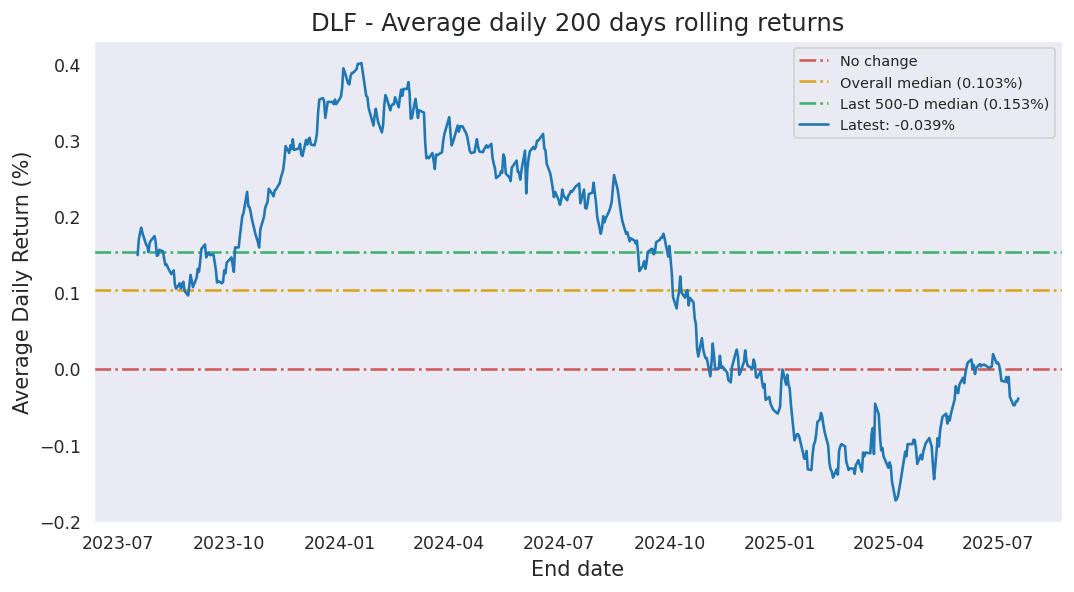 DLF - Average daily 200 days rolling returns
No change
Overall median (0.103%)
Last 500-D median (0.153%)
Latest: -0.039%
Average Daily Return (%)
0.4
0.3
0.2
0.1
0.0
−0.1
−0.2
2023-07 2023-10 2024-01 2024-04 2024-07 2024-10 2025-01 2025-04 2025-07
End date